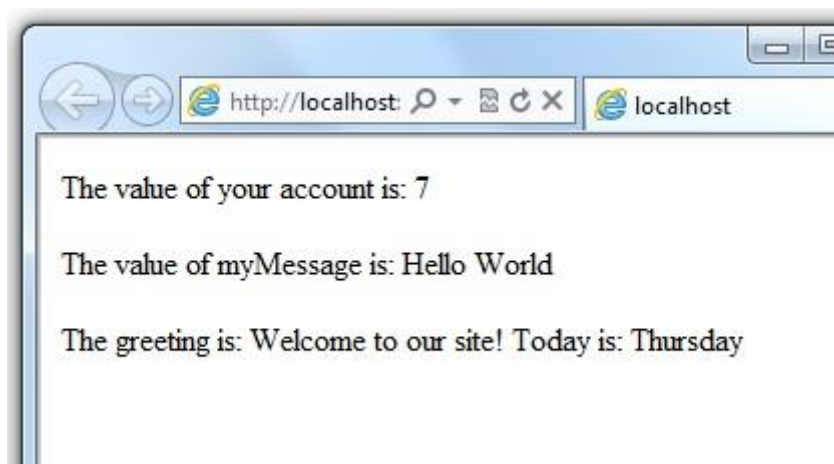 http://localhost:
localhost
The value of your account is: 7
The value of myMessage is: Hello World
The greeting is: Welcome to our site! Today is: Thursday